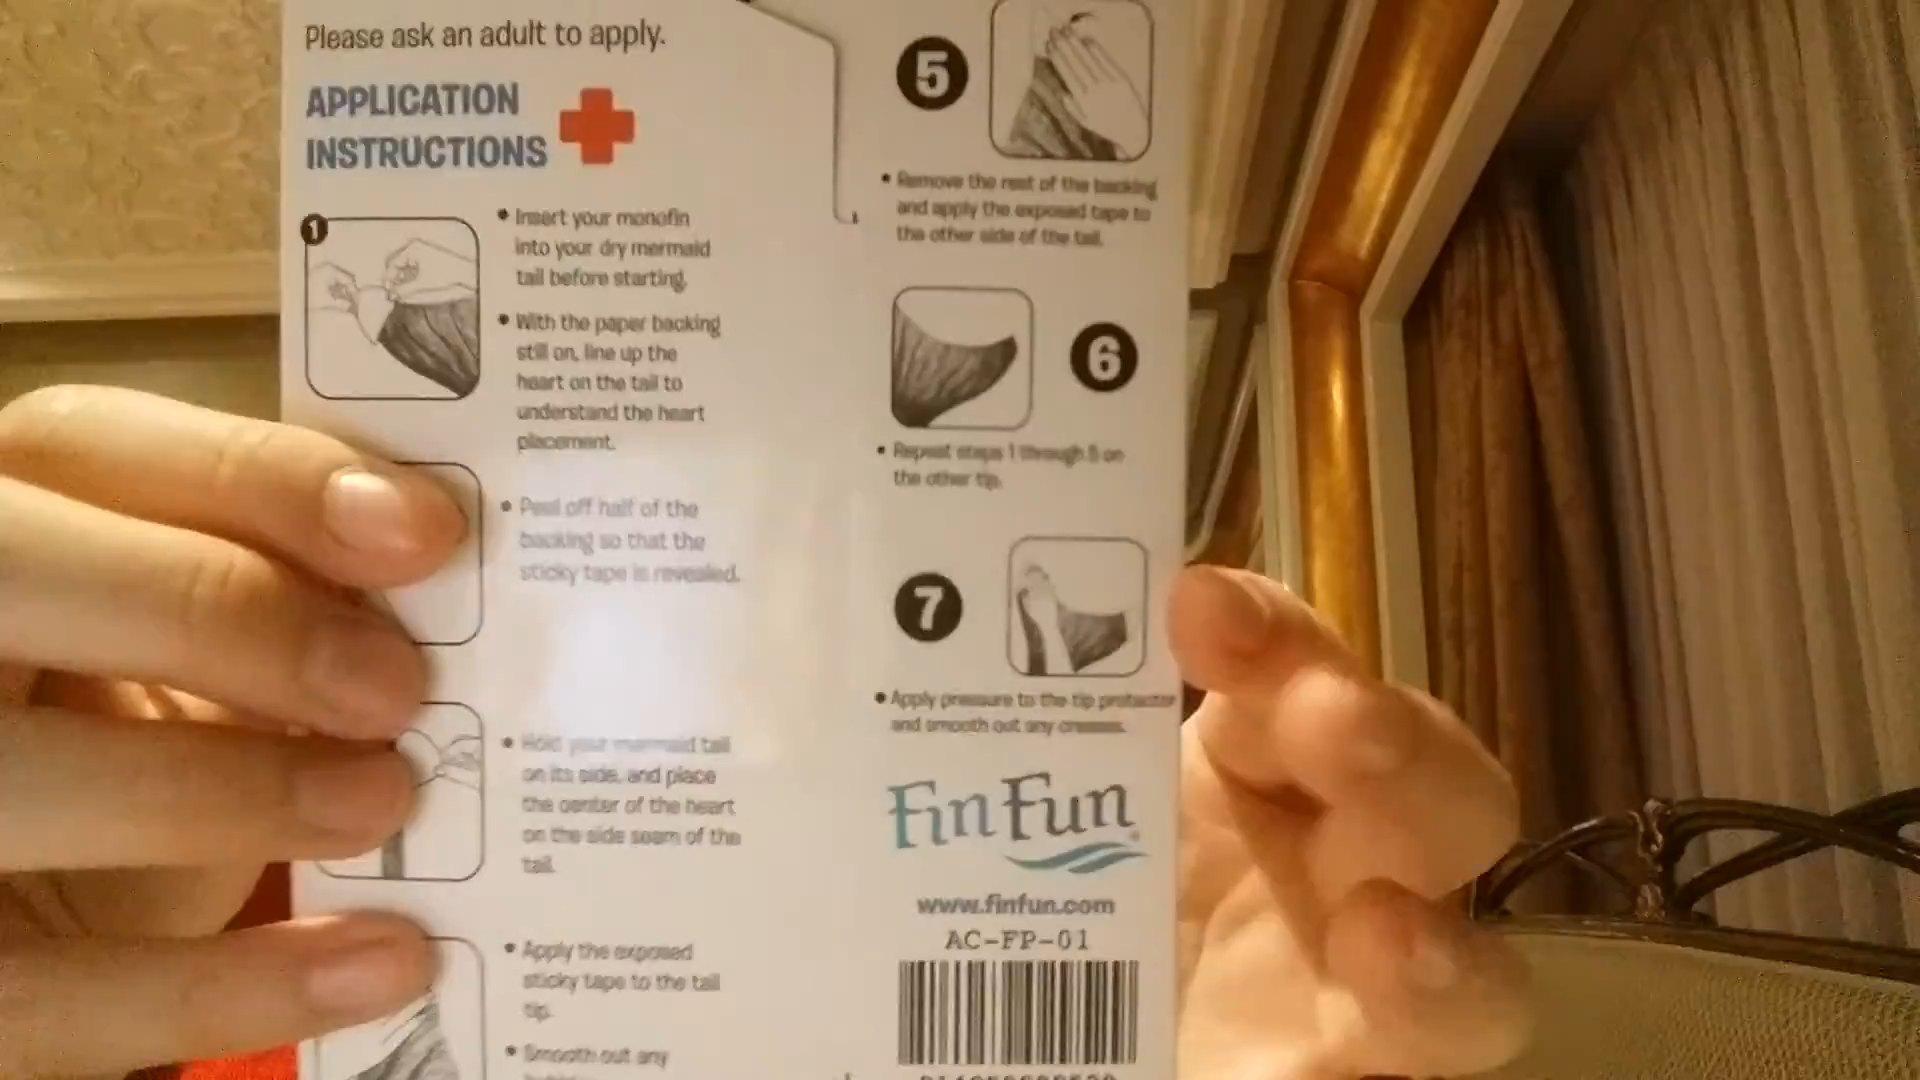 Please ask an adult to apply.
APPLICATION
INSTRUCTIONS
1
• Insert your monofin
into your dry mermaid
tail before starting.
• With the paper backing
still on, line up the
heart on the tail to
understand the heart
placement.
• Peel off half of the
backing so that the
sticky tape is revealed.
• Hold your mermaid tail
on its side, and place
the center of the heart
on the side seam of the
tail.
• Apply the exposed
sticky tape to the tail
tip.
• Smooth out any
5
• Remove the rest of the backing
and apply the exposed tape to
the other side of the tail.
6
• Repeat steps 1 through 5 on
the other tip.
7
• Apply pressure to the tip protector
and smooth out any creases.
Fin Fun
www.finfun.com
AC-FP-01